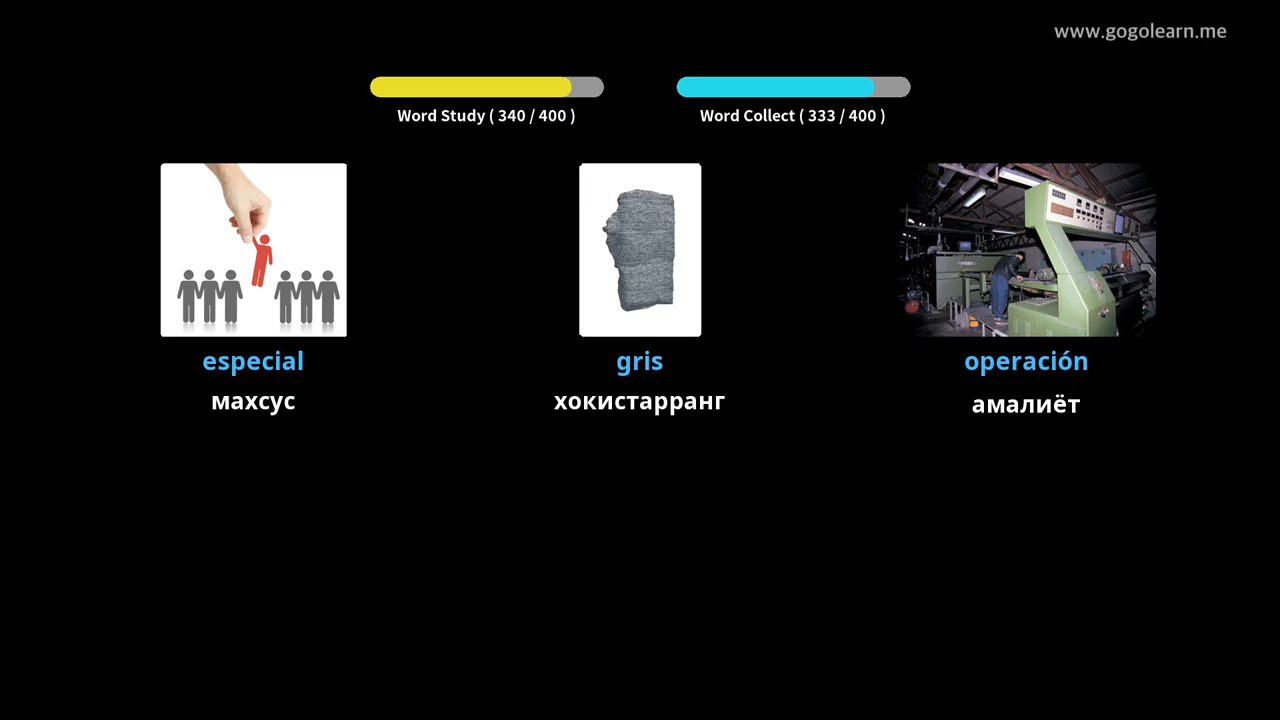 www.gogolearn.me
Word Study ( 340 / 400 )
Word Collect ( 333 / 400 )
especial
махсус
gris
хокистарранг
operación
амалиёт